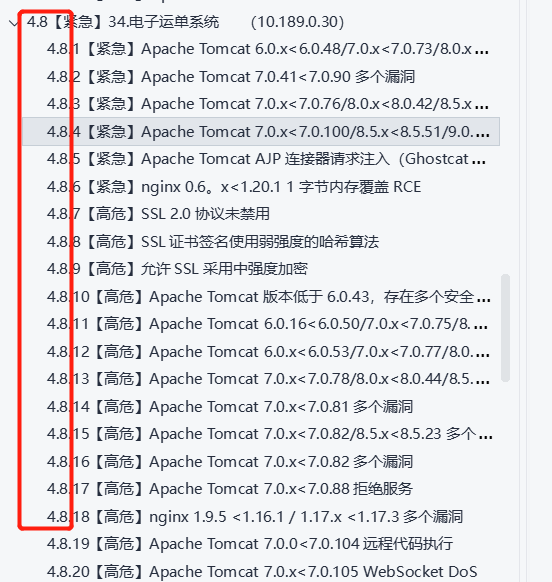 4.8【紧急】34.电子运单系统 （10.189.0.30）
4.8.1【紧急】Apache Tomcat 6.0.x<6.0.48/7.0.x<7.0.73/8.0.x...
4.8.2【紧急】Apache Tomcat 7.0.41<7.0.90 多个漏洞
4.8.3【紧急】Apache Tomcat 7.0.x<7.0.76/8.0.x<8.0.42/8.5.x...
4.8.4【紧急】Apache Tomcat 7.0.x<7.0.100/8.5.x<8.5.51/9.0....
4.8.5【紧急】Apache Tomcat AJP 连接器请求注入（Ghostcat...
4.8.6【紧急】nginx 0.6。x<1.20.1 1 字节内存覆盖 RCE
4.8.7【高危】SSL 2.0 协议未禁用
4.8.8【高危】SSL 证书签名使用弱强度的哈希算法
4.8.9【高危】允许 SSL 采用中强度加密
4.8.10【高危】Apache Tomcat 版本低于 6.0.43，存在多个安全...
4.8.11【高危】Apache Tomcat 6.0.16<6.0.50/7.0.x<7.0.75/8....
4.8.12【高危】Apache Tomcat 6.0.x<6.0.53/7.0.x<7.0.77/8.0....
4.8.13【高危】Apache Tomcat 7.0.x<7.0.78/8.0.x<8.0.44/8.5....
4.8.14【高危】Apache Tomcat 7.0.x<7.0.81 多个漏洞
4.8.15【高危】Apache Tomcat 7.0.x<7.0.82/8.5.x<8.5.23 多个...
4.8.16【高危】Apache Tomcat 7.0.x<7.0.82 多个漏洞
4.8.17【高危】Apache Tomcat 7.0.x<7.0.88 拒绝服务
4.8.18【高危】nginx 1.9.5 <1.16.1 / 1.17.x <1.17.3 多个漏洞
4.8.19【高危】Apache Tomcat 7.0.0<7.0.104 远程代码执行
4.8.20【高危】Apache Tomcat 7.0.x<7.0.105 WebSocket DoS